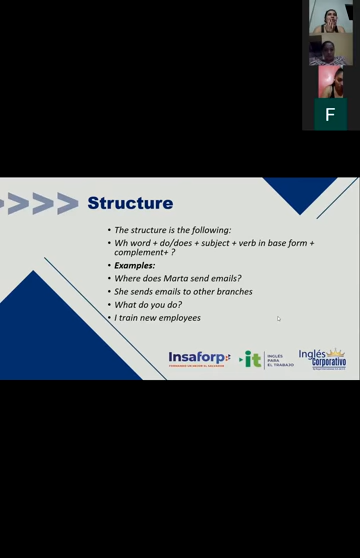 F
Structure
• The structure is the following:
• Wh word + do/does + subject + verb in base form +
complement+ ?
• Examples:
• Where does Marta send emails?
• She sends emails to other branches
• What do you do?
• I train new employees
Insaforp
it
INGLÉS
PARA
EL TRABAJO
Inglés
Corporativo